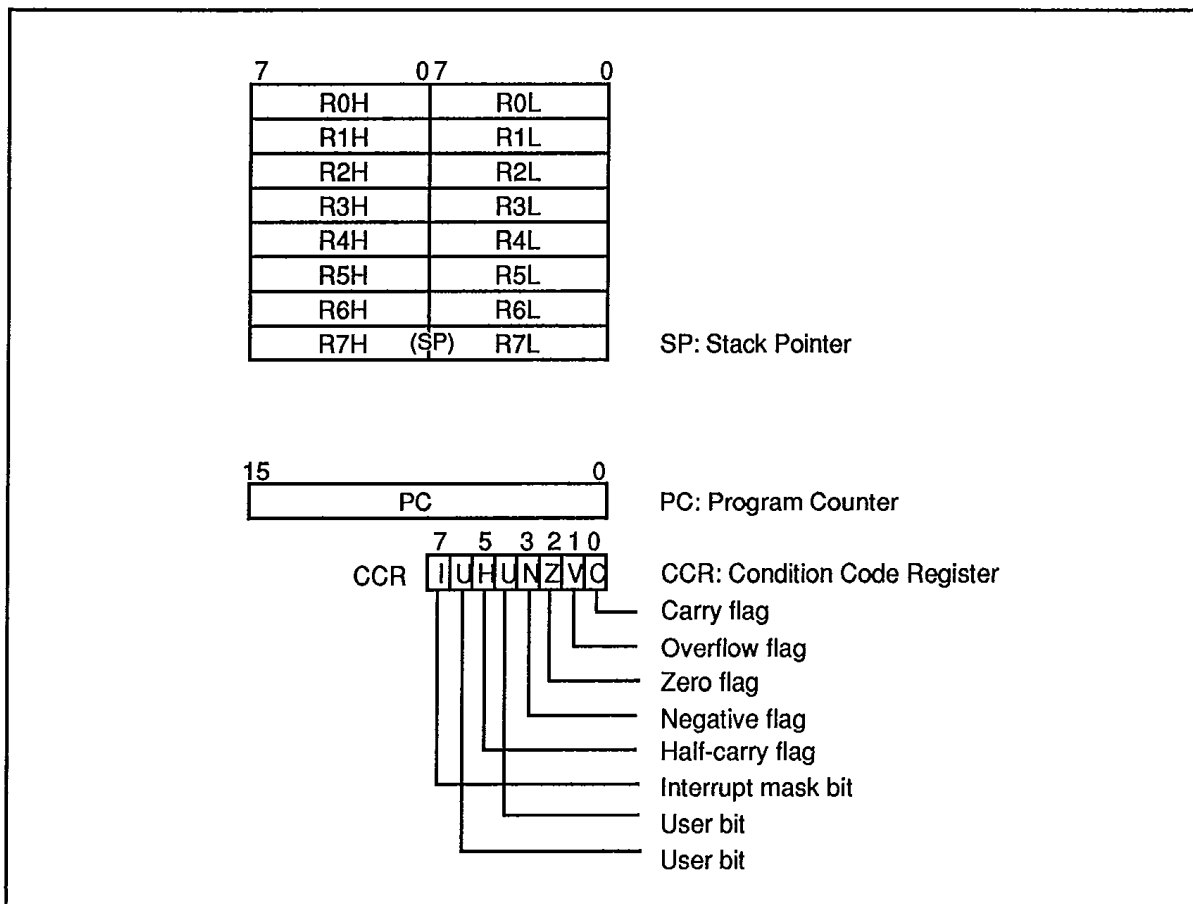 7 0 7 0
R0H R0L
R1H R1L
R2H R2L
R3H R3L
R4H R4L
R5H R5L
R6H R6L
R7H (SP) R7L SP: Stack Pointer
15 0
PC PC: Program Counter
7 5 3 2 1 0
CCR I U H U N Z V C CCR: Condition Code Register
Carry flag
Overflow flag
Zero flag
Negative flag
Half-carry flag
Interrupt mask bit
User bit
User bit